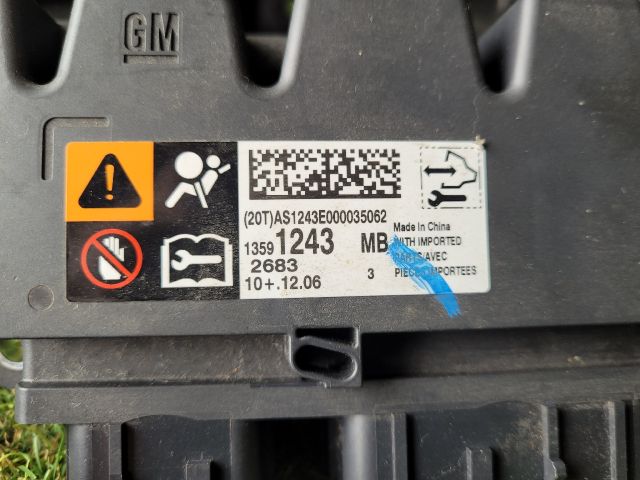 GM
(20T)AS1243E000035062
1359 1243 MB
2683
10+.12.06 3
Made in China
WITH IMPORTED
PARTS/AVEC
PIECES IMPORTEES